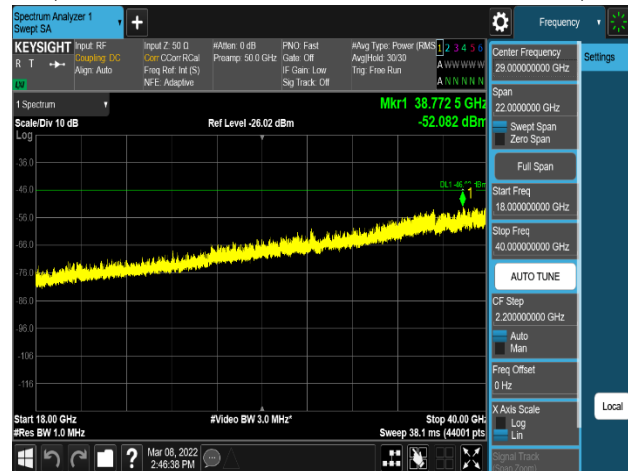 Spectrum Analyzer 1
Swept SA
Frequency
Settings
KEYSIGHT
R T
LXI
Input: RF
Coupling: DC
Align: Auto
Input Z: 50 Ω
Corr CCorr RCal
Freq Ref: Int (S)
NFE: Adaptive
#Atten: 0 dB
Preamp: 50.0 GHz
PNO: Fast
Gate: Off
IF Gain: Low
Sig Track: Off
#Avg Type: Power (RMS
Avg|Hold: 30/30
Trig: Free Run
1 2 3 4 5 6
A W W W W W
A N N N N N
1 Spectrum
Scale/Div 10 dB
Log
Ref Level -26.02 dBm
Mkr1 38.772 5 GHz
-52.082 dBm
-36.0
-46.0
-56.0
-66.0
-76.0
-86.0
-96.0
-106
-116
1
Start 18.00 GHz
#Res BW 1.0 MHz
#Video BW 3.0 MHz*
Stop 40.00 GHz
Sweep 38.1 ms (44001 pts
Mar 08, 2022
2:46:38 PM
Center Frequency
29.000000000 GHz
Span
22.0000000 GHz
Swept Span
Zero Span
Full Span
Start Freq
18.000000000 GHz
Stop Freq
40.000000000 GHz
AUTO TUNE
CF Step
2.200000000 GHz
Auto
Man
Freq Offset
0 Hz
X Axis Scale
Log
Lin
Signal Track
(Span Zoom)
Local